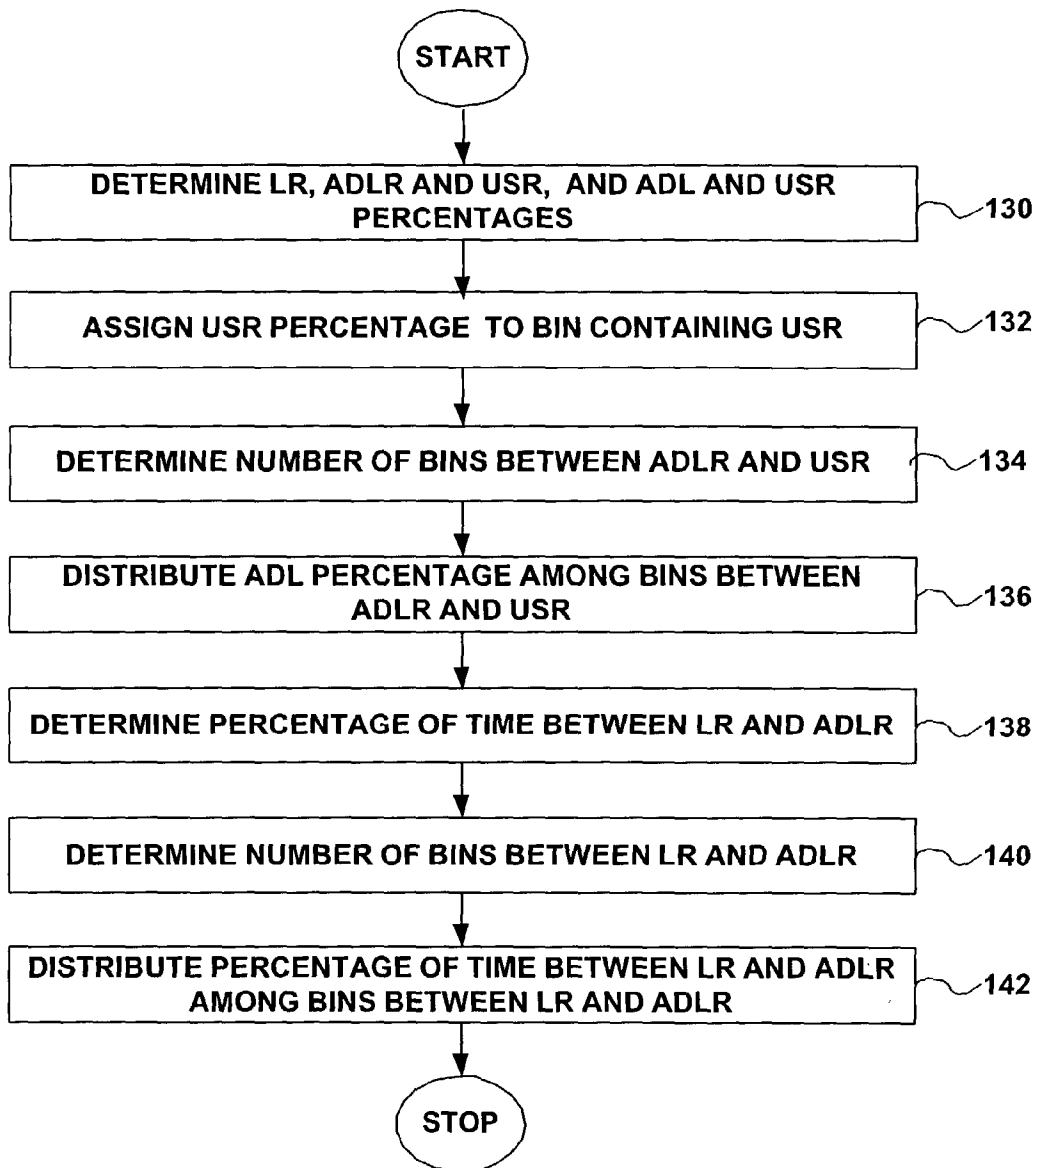 START
DETERMINE LR, ADLR AND USR, AND ADL AND USR
PERCENTAGES
130
ASSIGN USR PERCENTAGE TO BIN CONTAINING USR
132
DETERMINE NUMBER OF BINS BETWEEN ADLR AND USR
134
DISTRIBUTE ADL PERCENTAGE AMONG BINS BETWEEN
ADLR AND USR
136
DETERMINE PERCENTAGE OF TIME BETWEEN LR AND ADLR
138
DETERMINE NUMBER OF BINS BETWEEN LR AND ADLR
140
DISTRIBUTE PERCENTAGE OF TIME BETWEEN LR AND ADLR
AMONG BINS BETWEEN LR AND ADLR
142
STOP